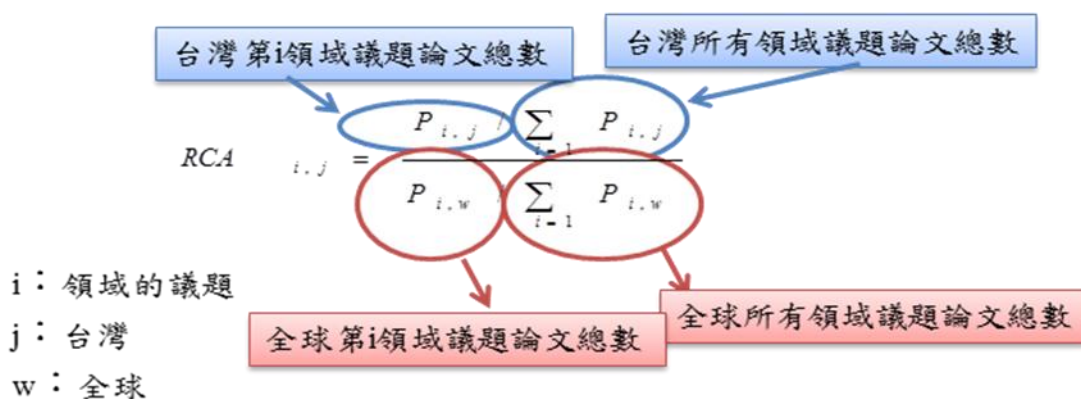 台灣第i領域議題論文總數
台灣所有領域議題論文總數
P i , j / ∑ i = 1 P i , j
RCA i , j =
P i , w / ∑ i = 1 P i , w
i：領域的議題
j：台灣
w：全球
全球第i領域議題論文總數
全球所有領域議題論文總數